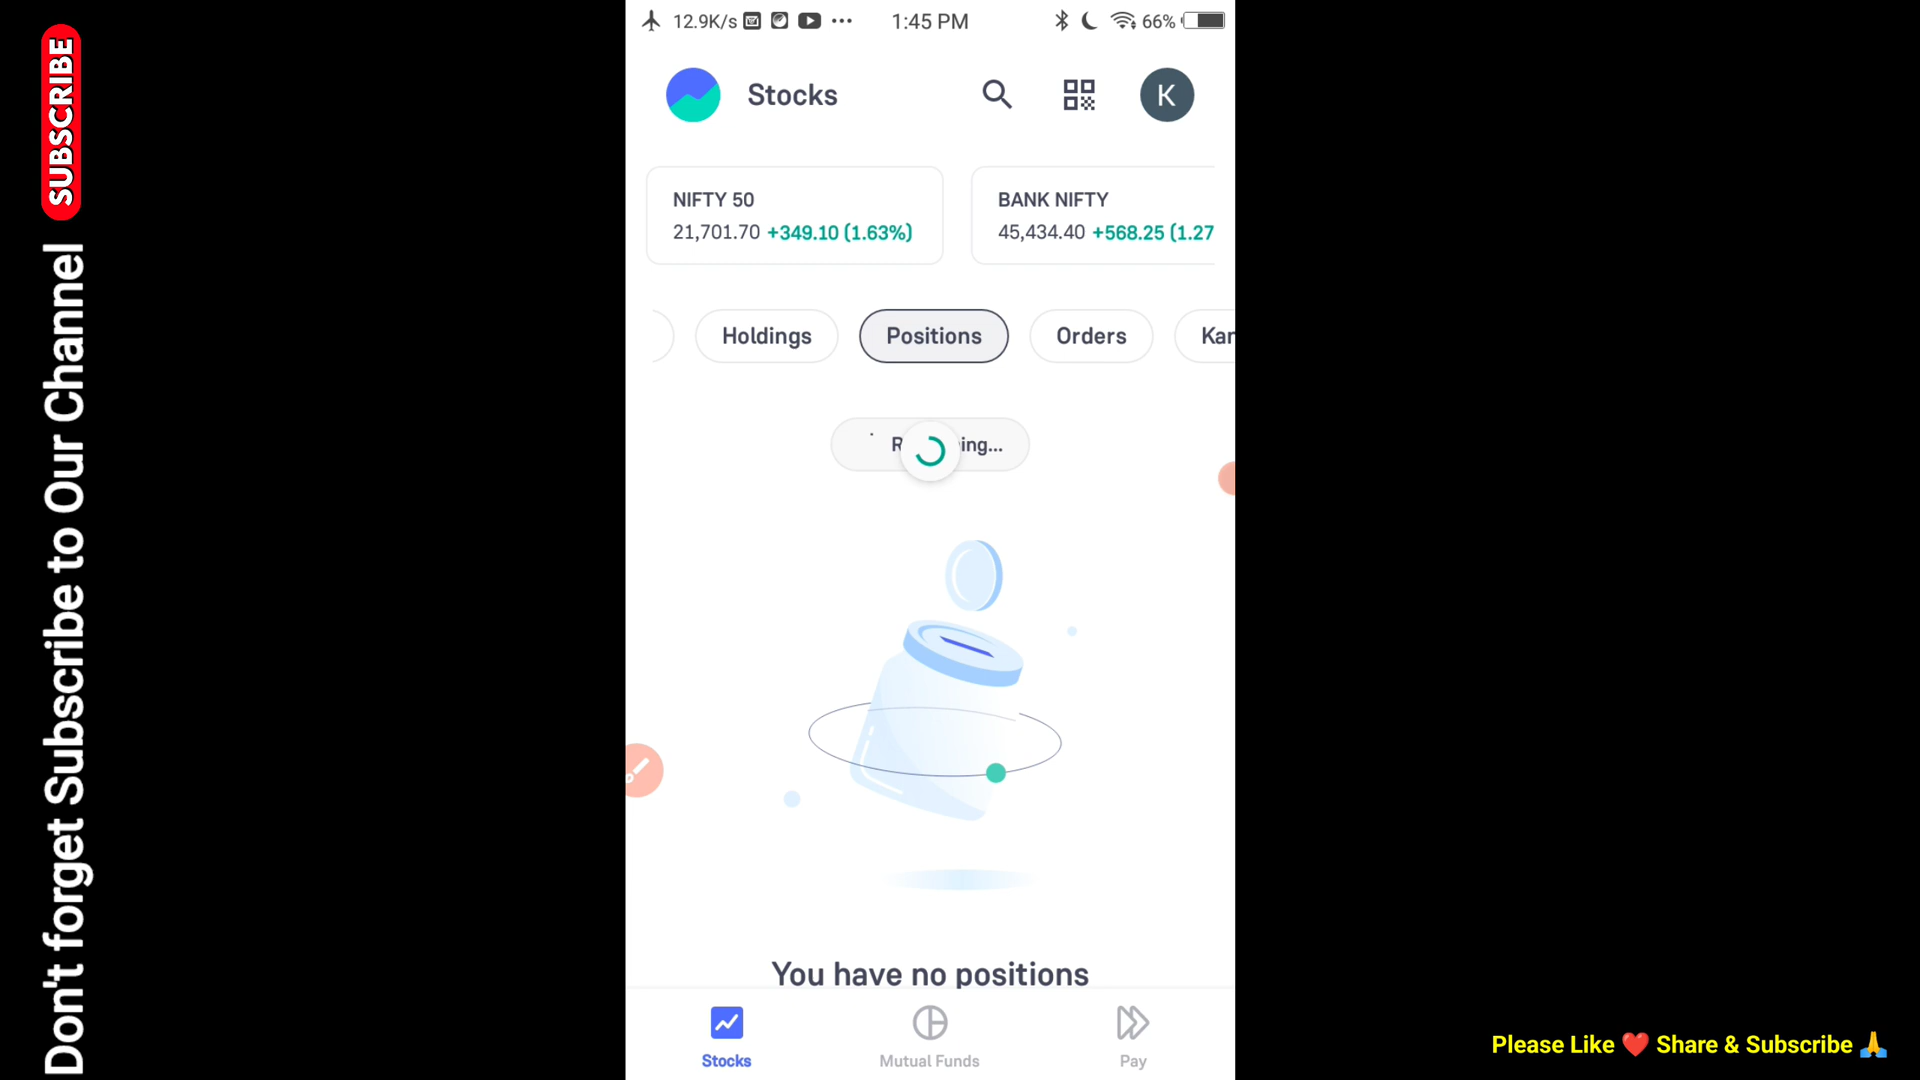 SUBSCRIBE
Don't forget Subscribe to Our Channel
12.9K/s
1:45 PM
66%
Stocks
K
NIFTY 50
21,701.70 +349.10 (1.63%)
BANK NIFTY
45,434.40 +568.25 (1.27
Holdings
Positions
Orders
Kar
You have no positions
Stocks
Mutual Funds
Pay
Please Like ❤️ Share & Subscribe 🙏